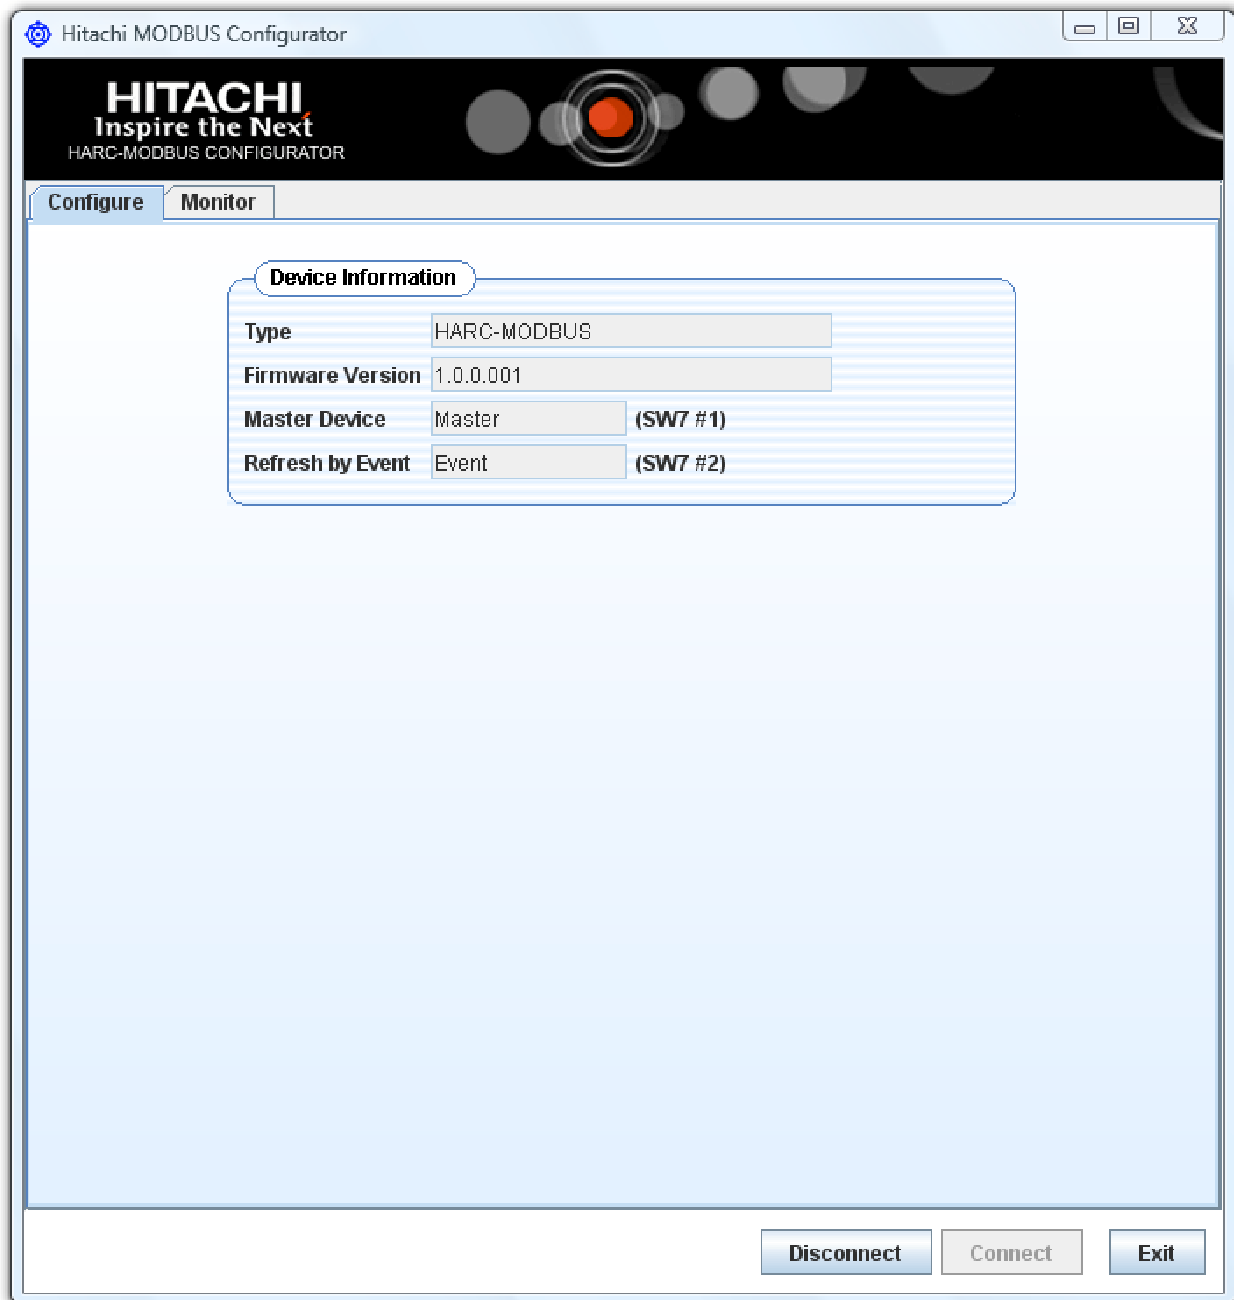 Hitachi MODBUS Configurator
HITACHI
Inspire the Next
HARC-MODBUS CONFIGURATOR
Configure Monitor
Device Information
Type HARC-MODBUS
Firmware Version 1.0.0.001
Master Device Master (SW7 #1)
Refresh by Event Event (SW7 #2)
Disconnect Connect Exit